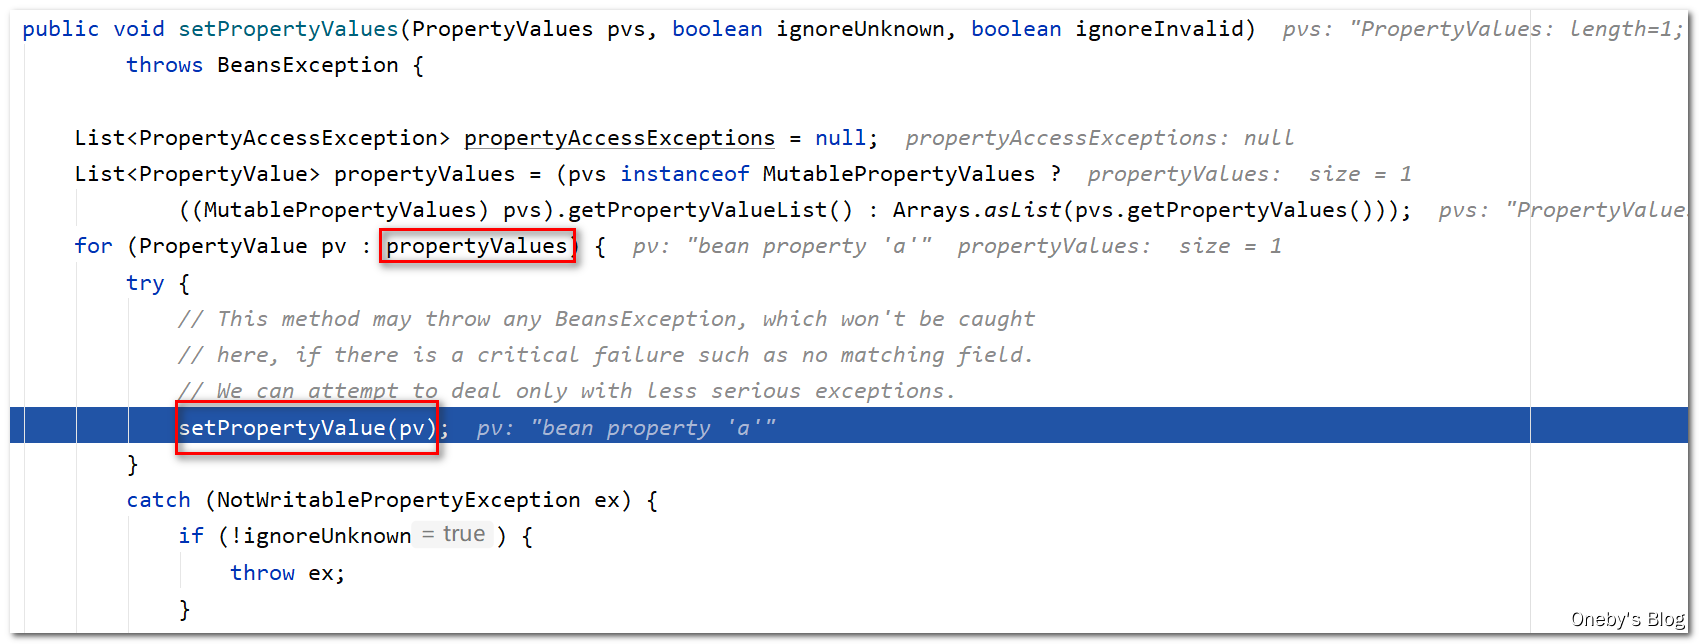 public void setPropertyValues(PropertyValues pvs, boolean ignoreUnknown, boolean ignoreInvalid)  pvs: "PropertyValues: length=1;
throws BeansException {
List<PropertyAccessException> propertyAccessExceptions = null;  propertyAccessExceptions: null
List<PropertyValue> propertyValues = (pvs instanceof MutablePropertyValues ?  propertyValues:  size = 1
((MutablePropertyValues) pvs).getPropertyValueList() : Arrays.asList(pvs.getPropertyValues()));  pvs: "PropertyValue
for (PropertyValue pv : propertyValues) {  pv: "bean property 'a'"  propertyValues:  size = 1
try {
// This method may throw any BeansException, which won't be caught
// here, if there is a critical failure such as no matching field.
// We can attempt to deal only with less serious exceptions.
setPropertyValue(pv);  pv: "bean property 'a'"
}
catch (NotWritablePropertyException ex) {
if (!ignoreUnknown = true ) {
throw ex;
}
Oneby's Blog